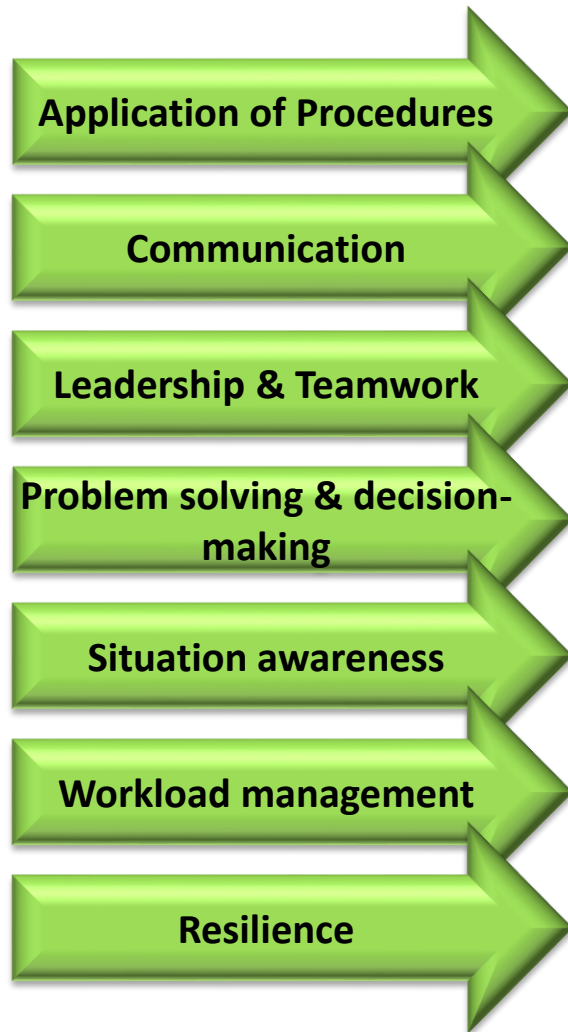 Application of Procedures
Communication
Leadership & Teamwork
Problem solving & decision-
making
Situation awareness
Workload management
Resilience